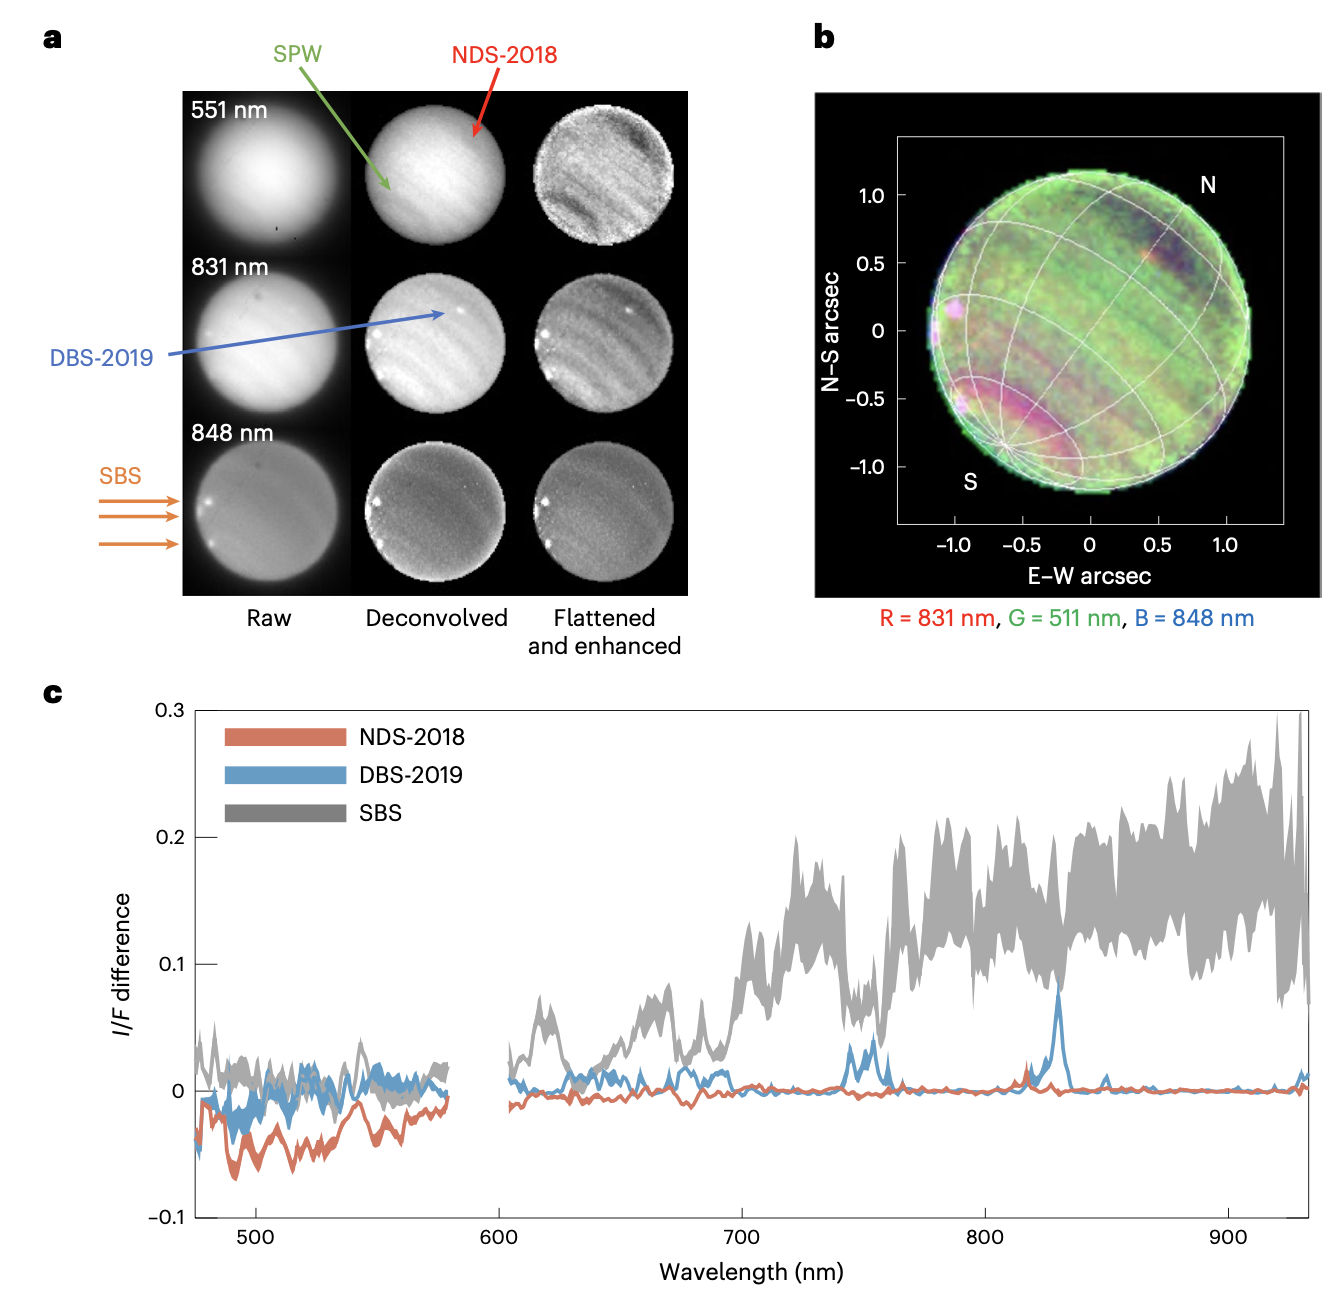 a
SPW
NDS-2018
551 nm
831 nm
DBS-2019
848 nm
SBS
Raw
Deconvolved
Flattened
and enhanced
b
N
1.0
0.5
0
−0.5
−1.0
N–S arcsec
S
−1.0 −0.5 0 0.5 1.0
E–W arcsec
R = 831 nm, G = 511 nm, B = 848 nm
c
0.3
0.2
0.1
0
−0.1
I/F difference
NDS-2018
DBS-2019
SBS
500 600 700 800 900
Wavelength (nm)